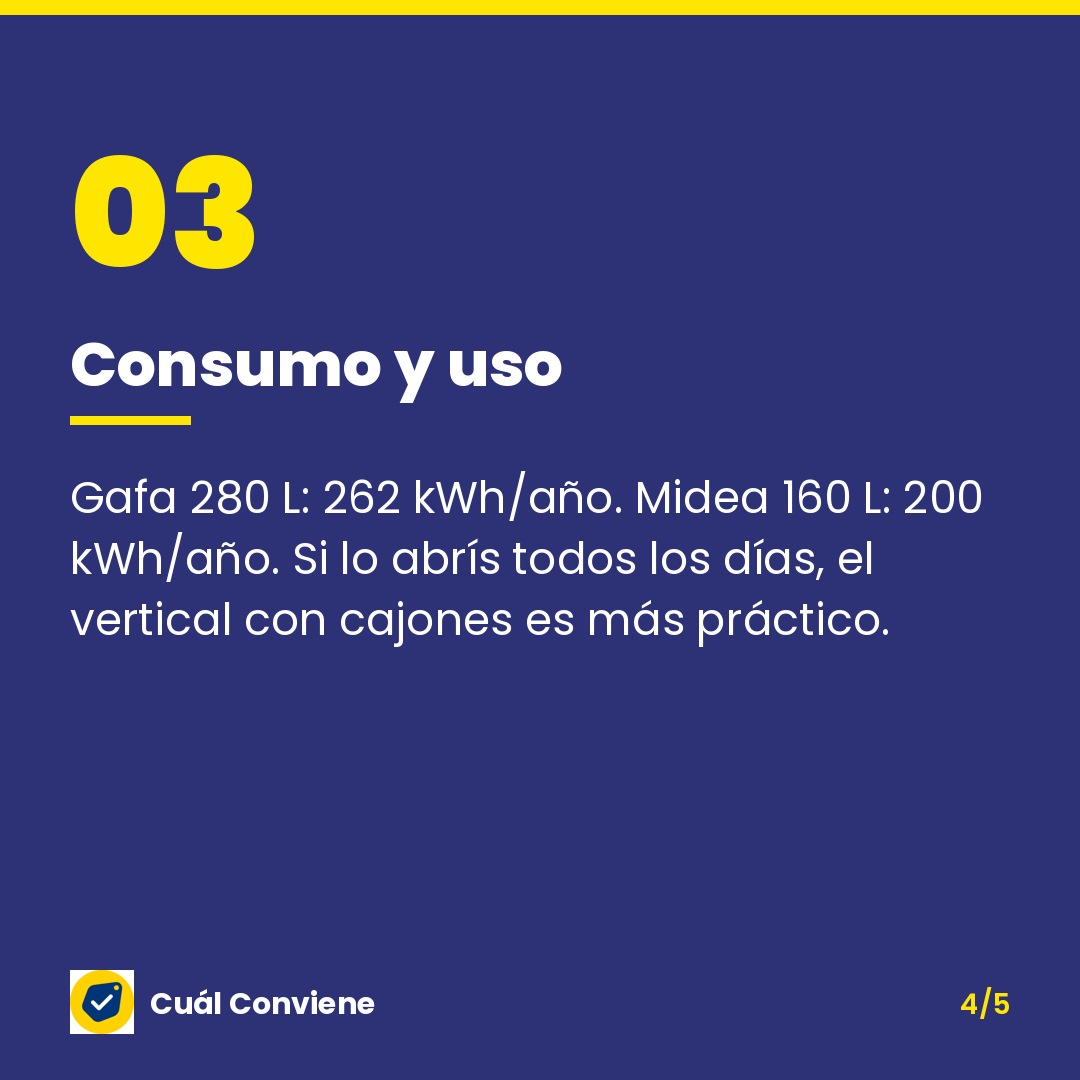 03
Consumo y uso
Gafa 280 L: 262 kWh/año. Midea 160 L: 200
kWh/año. Si lo abrís todos los días, el
vertical con cajones es más práctico.
Cuál Conviene
4/5